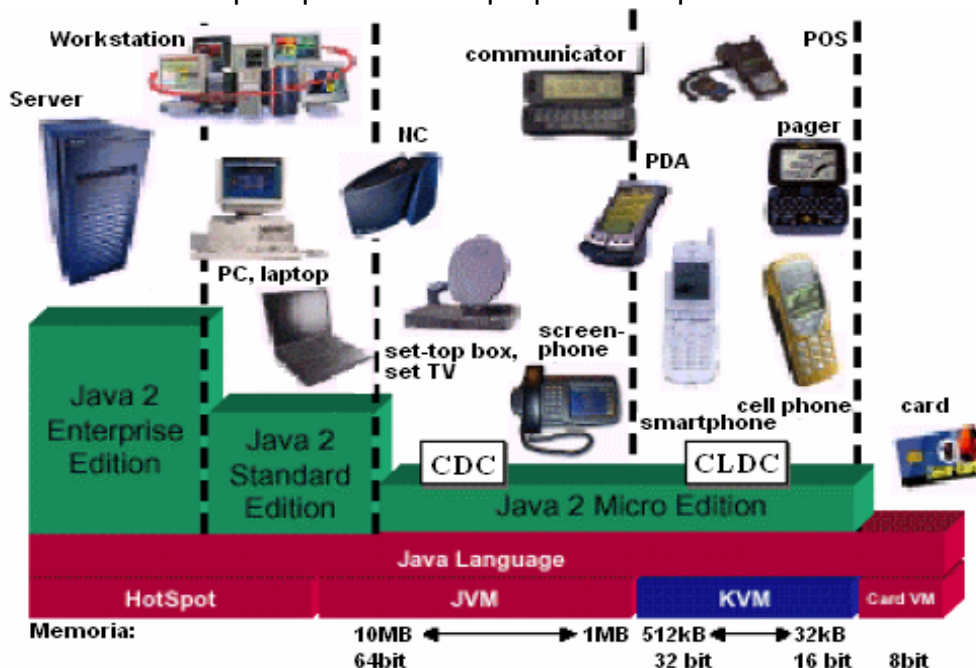 Workstation
communicator
POS
Server
NC
pager
PDA
PC, laptop
set-top box,
set TV
screen-
phone
smartphone
cell phone
card
Java 2
Enterprise
Edition
Java 2
Standard
Edition
CDC
CLDC
Java 2 Micro Edition
Java Language
HotSpot
JVM
KVM
Card VM
Memoria:
10MB
1MB
512kB
32kB
64bit
32 bit
16 bit
8bit